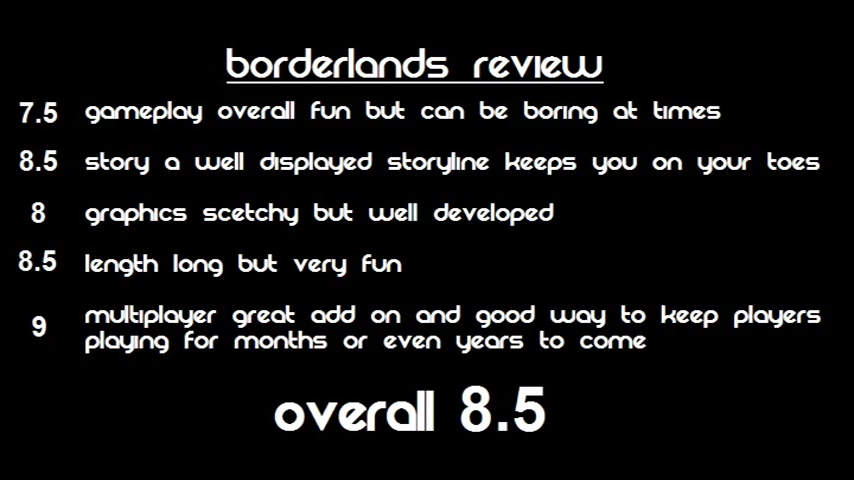 borderlands review
7.5 gameplay overall fun but can be boring at times
8.5 story a well displayed storyline keeps you on your toes
8 graphics scetchy but well developed
8.5 length long but very fun
9 multiplayer great add on and good way to keep players
playing for months or even years to come
overall 8.5